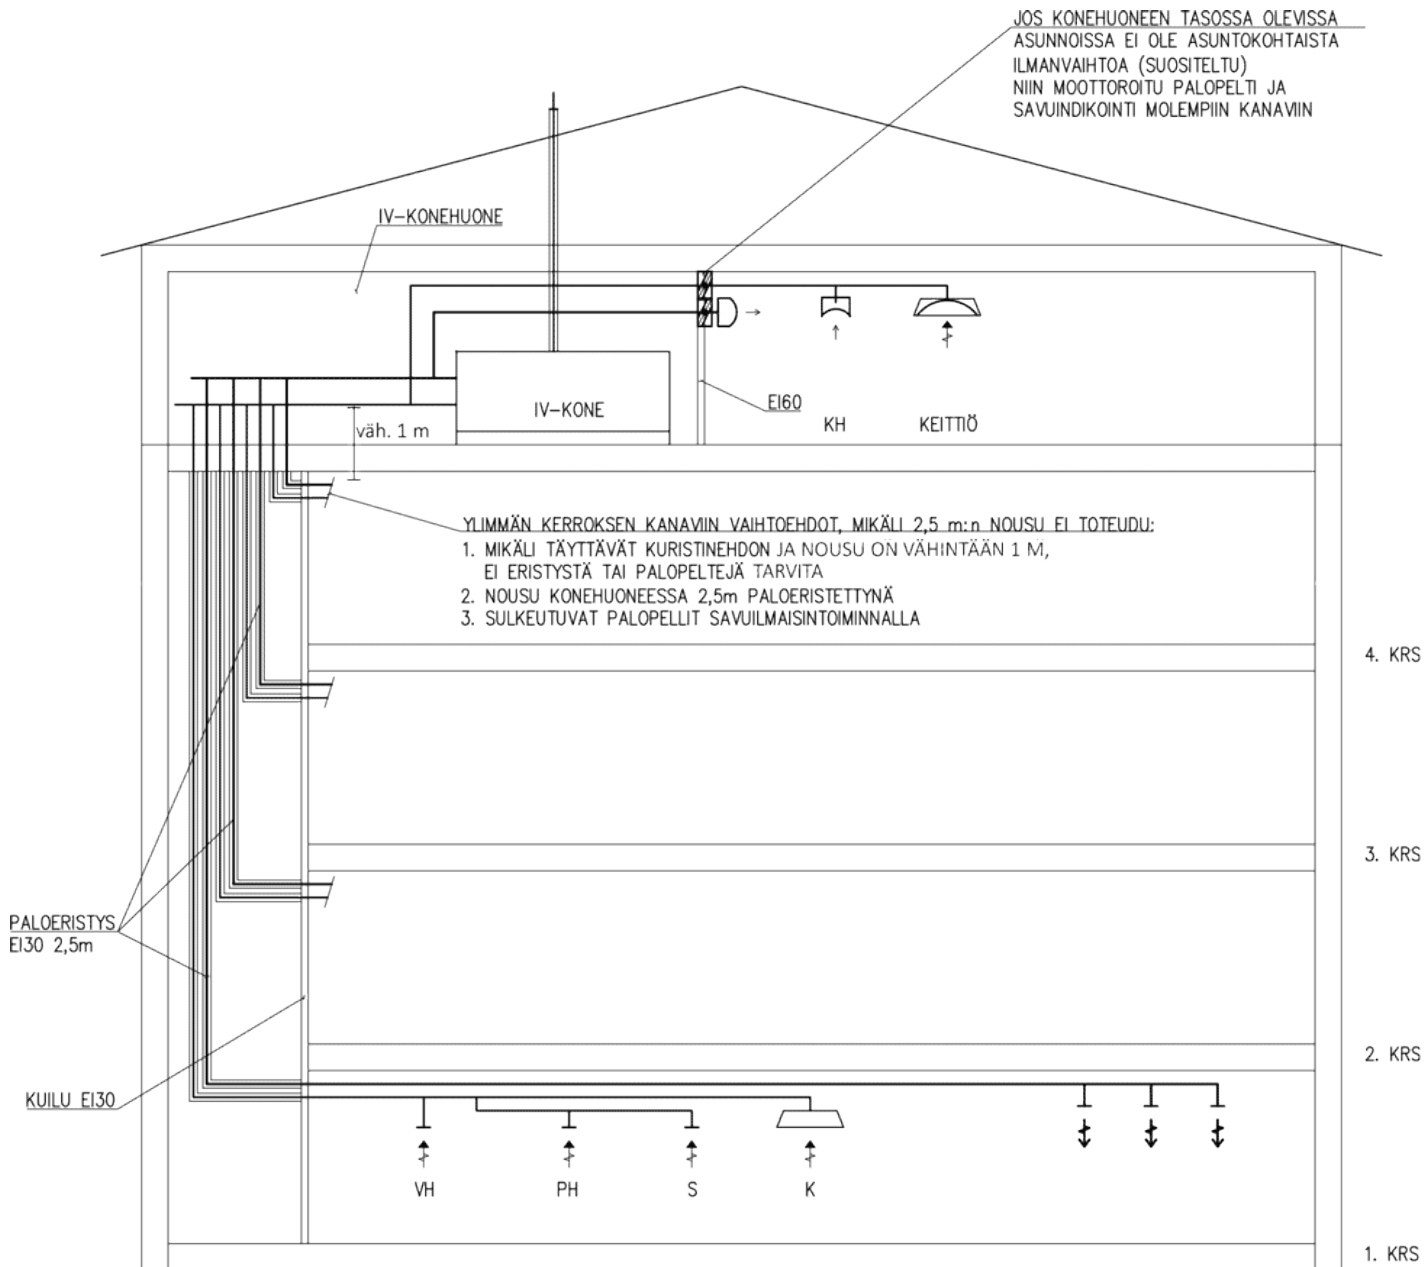 JOS KONEHUONEEN TASOSSA OLEVISSA
ASUNNOISSA EI OLE ASUNTOKOHTAISTA
ILMANVAIHTOA (SUOSITELTU)
NIIN MOOTTOROITU PALOPELTI JA
SAVUINDIKOINTI MOLEMPIIN KANAVIIN
IV-KONEHUONE
EI60
IV-KONE
KH
KEITTIÖ
väh. 1 m
YLIMMÄN KERROKSEN KANAVIIN VAIHTOEHDOT, MIKÄLI 2,5 m:n NOUSU EI TOTEUDU:
1. MIKÄLI TÄYTTÄVÄT KURISTINEHDON JA NOUSU ON VÄHINTÄÄN 1 M,
EI ERISTYSTÄ TAI PALOPELTEJÄ TARVITA
2. NOUSU KONEHUONEESSA 2,5m PALOERISTETTYNÄ
3. SULKEUTUVAT PALOPELLIT SAVUILMAISINTOIMINNALLA
4. KRS
3. KRS
PALOERISTYS
EI30 2,5m
2. KRS
KUILU EI30
VH
PH
S
K
1. KRS